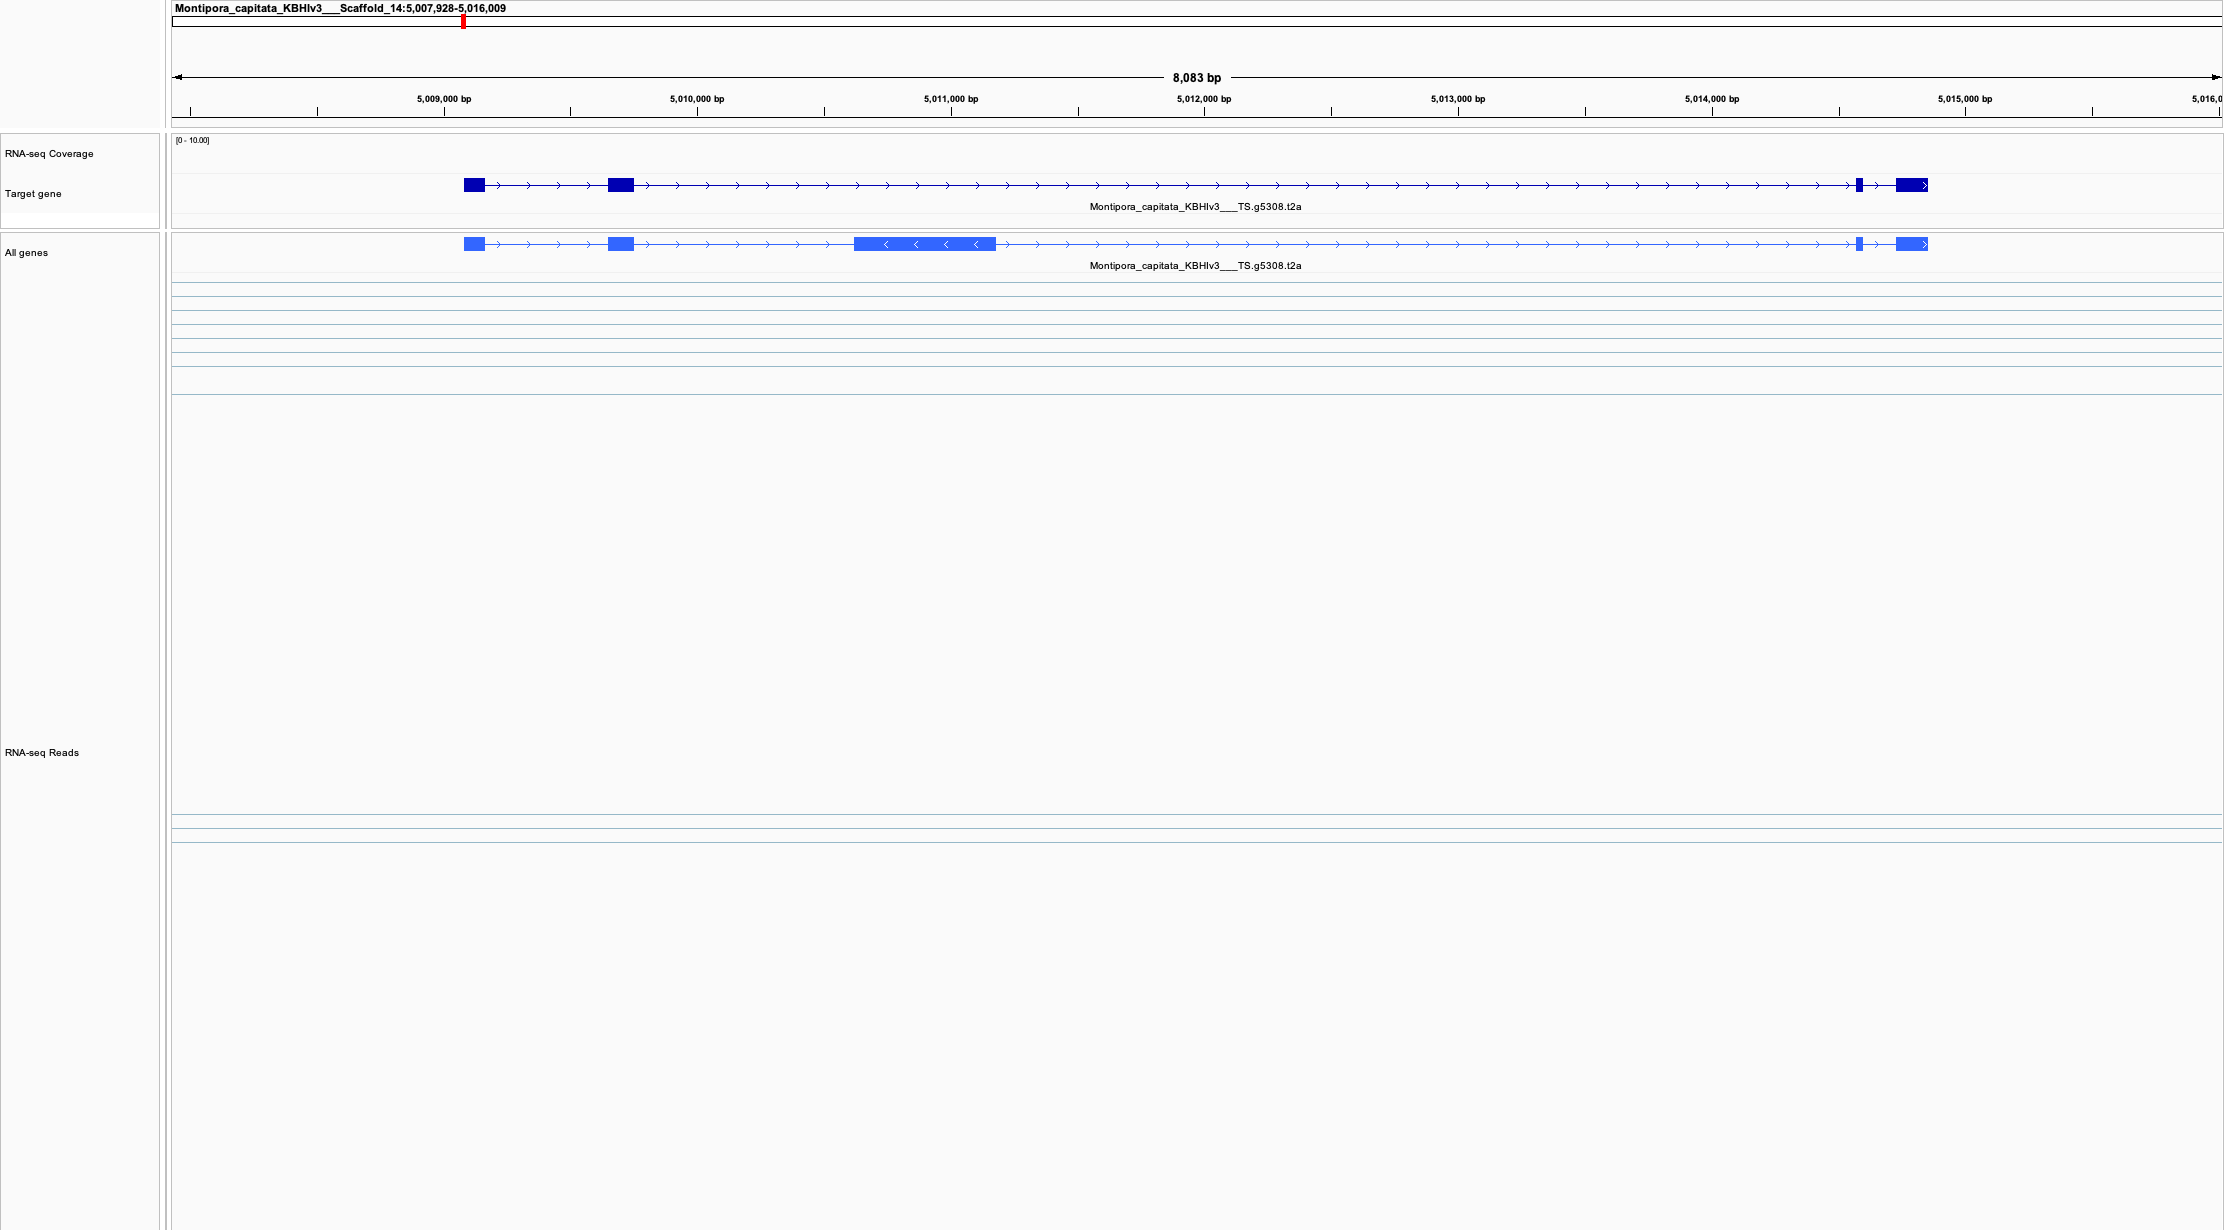 Montipora_capitata_KBHIv3___Scaffold_14:5,007,928-5,016,009
8,083 bp
5,009,000 bp
5,010,000 bp
5,011,000 bp
5,012,000 bp
5,013,000 bp
5,014,000 bp
5,015,000 bp
5,016,0
[0 - 10.00]
RNA-seq Coverage
Target gene
Montipora_capitata_KBHIv3___TS.g5308.t2a
All genes
Montipora_capitata_KBHIv3___TS.g5308.t2a
RNA-seq Reads